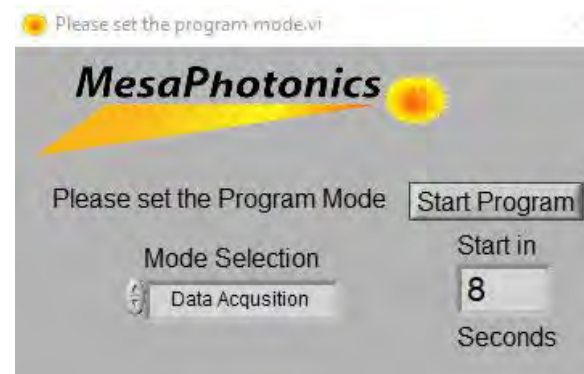 Please set the program mode.vi
MesaPhotonics
Please set the Program Mode
Start Program
Mode Selection
Data Acqusition
Start in
8
Seconds